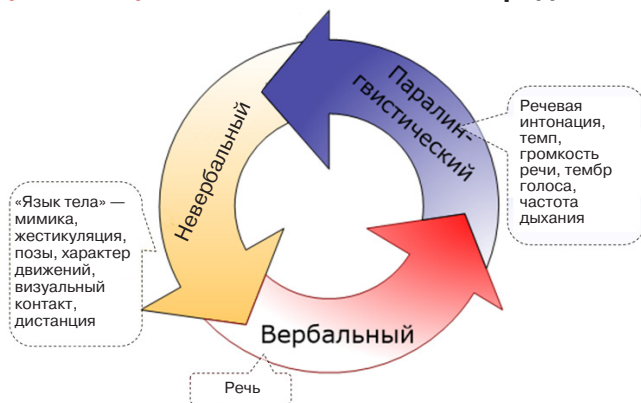 Паралин-
гвистический
Речевая
интонация,
темп,
громкость
речи, тембр
голоса,
частота
дыхания
Невербальный
«Язык тела» —
мимика,
жестикуляция,
позы, характер
движений,
визуальный
контакт,
дистанция
Вербальный
Речь